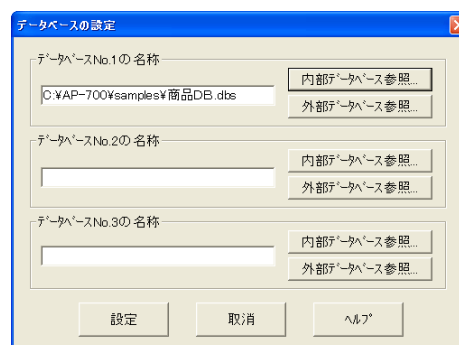 データベースの設定
ﾃﾞｰﾀﾍﾞｰｽNo.1の名称
内部ﾃﾞｰﾀﾍﾞｰｽ参照...
C:¥AP-700¥samples¥商品DB.dbs
外部ﾃﾞｰﾀﾍﾞｰｽ参照...
ﾃﾞｰﾀﾍﾞｰｽNo.2の名称
内部ﾃﾞｰﾀﾍﾞｰｽ参照...
外部ﾃﾞｰﾀﾍﾞｰｽ参照...
ﾃﾞｰﾀﾍﾞｰｽNo.3の名称
内部ﾃﾞｰﾀﾍﾞｰｽ参照...
外部ﾃﾞｰﾀﾍﾞｰｽ参照...
設定
取消
ﾍﾙﾌﾟ